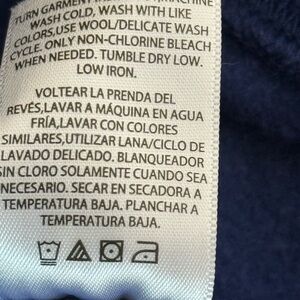 TURN GARMENT
WASH COLD, WASH WITH LIKE
COLORS,USE WOOL/DELICATE WASH
CYCLE. ONLY NON-CHLORINE BLEACH
WHEN NEEDED. TUMBLE DRY LOW.
LOW IRON.
VOLTEAR LA PRENDA DEL
REVÉS,LAVAR A MÁQUINA EN AGUA
FRÍA,LAVAR CON COLORES
SIMILARES,UTILIZAR LANA/CICLO DE
LAVADO DELICADO. BLANQUEADOR
SIN CLORO SOLAMENTE CUANDO SEA
NECESARIO. SECAR EN SECADORA A
TEMPERATURA BAJA. PLANCHAR A
TEMPERATURA BAJA.